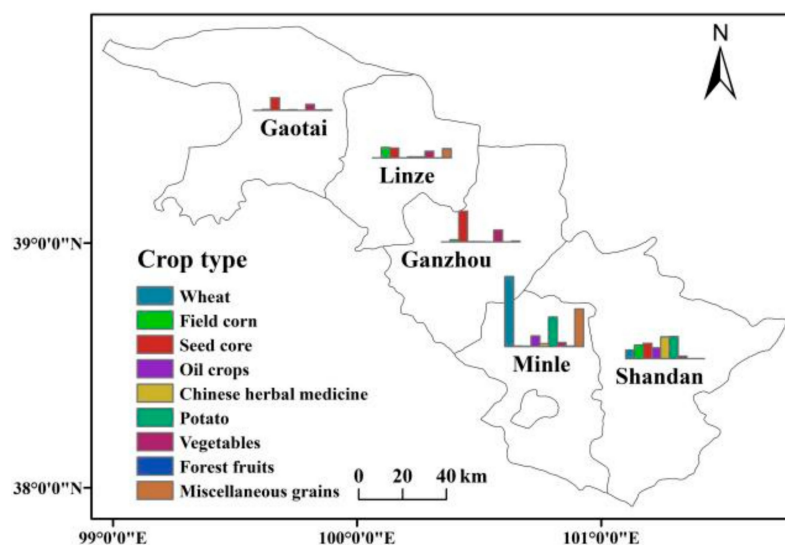 N
Gaotai
Linze
39°0'0"N
Ganzhou
Crop type
Wheat
Field corn
Seed core
Oil crops
Chinese herbal medicine
Potato
Vegetables
Forest fruits
Miscellaneous grains
Minle
Shandan
0 20 40 km
38°0'0"N
99°0'0"E 100°0'0"E 101°0'0"E